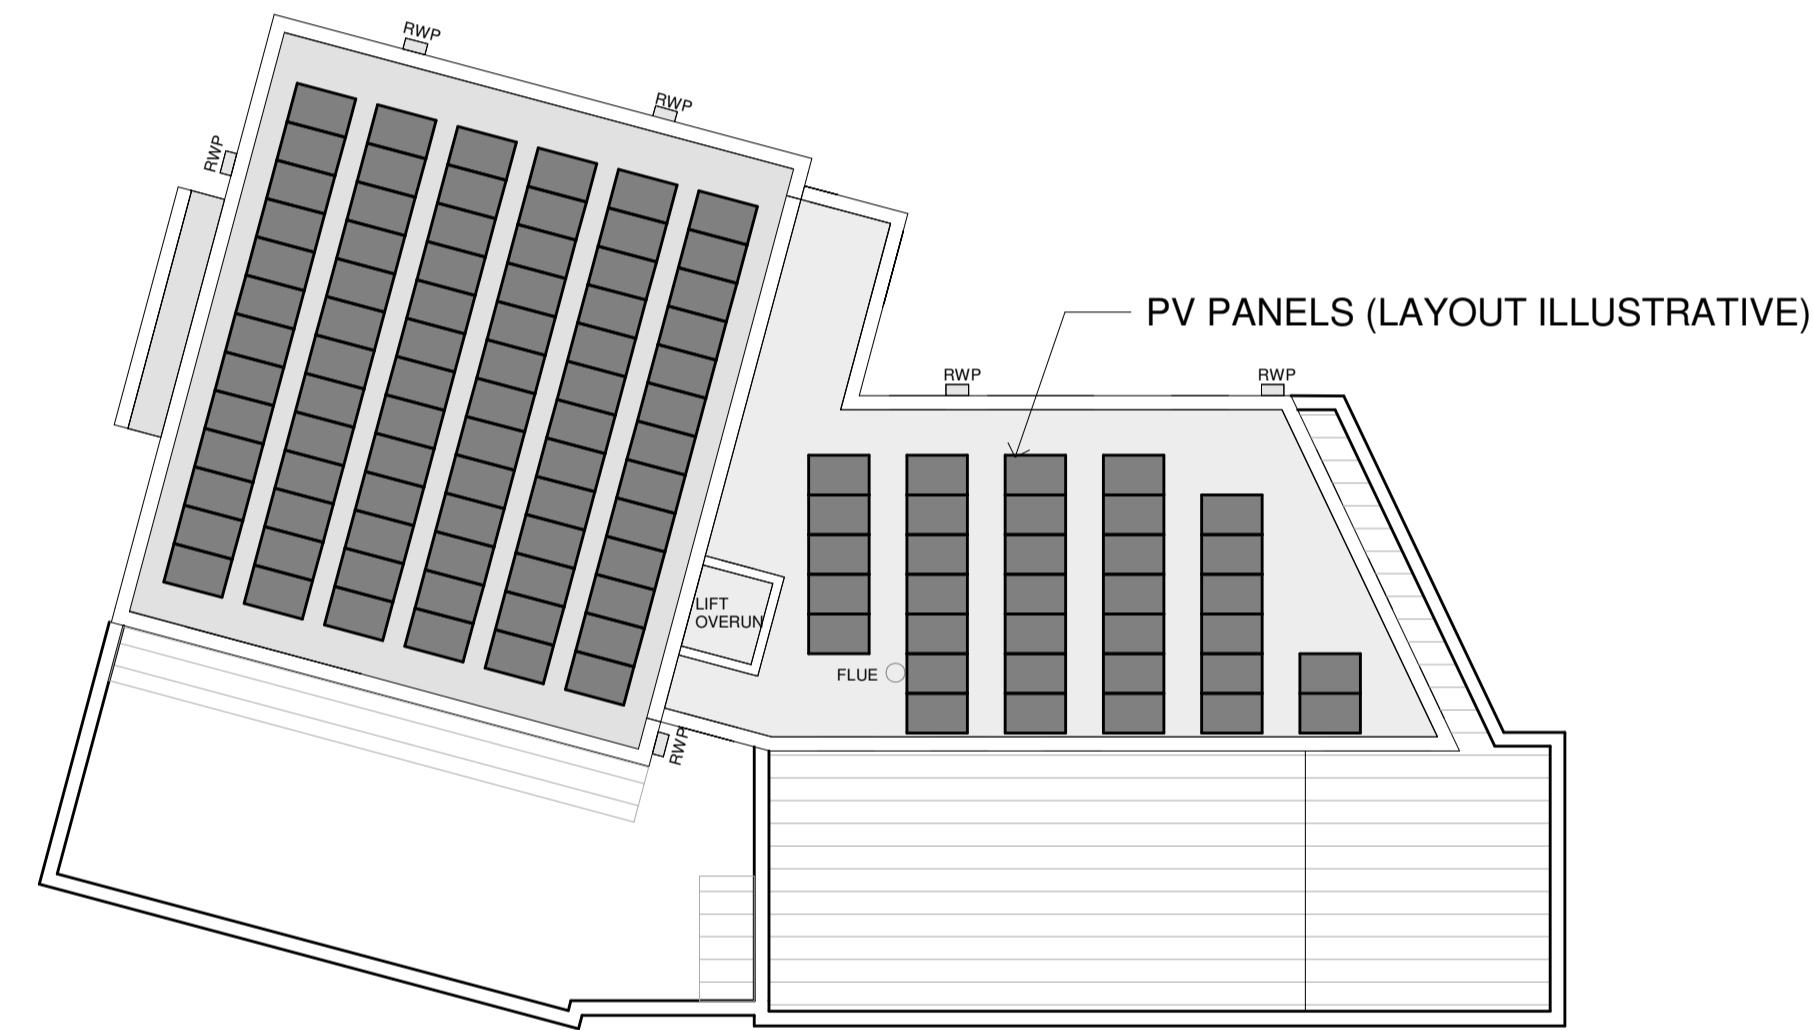 RWP
RWP
RWP
PV PANELS (LAYOUT ILLUSTRATIVE)
RWP
RWP
LIFT
OVERUN
FLUE
RWP